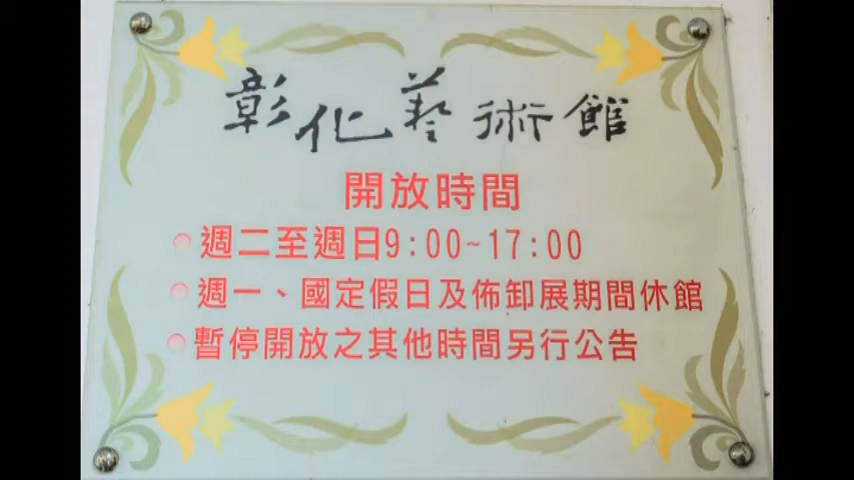 彰化藝術館
開放時間
週二至週日9:00~17:00
週一、國定假日及佈卸展期間休館
暫停開放之其他時間另行公告